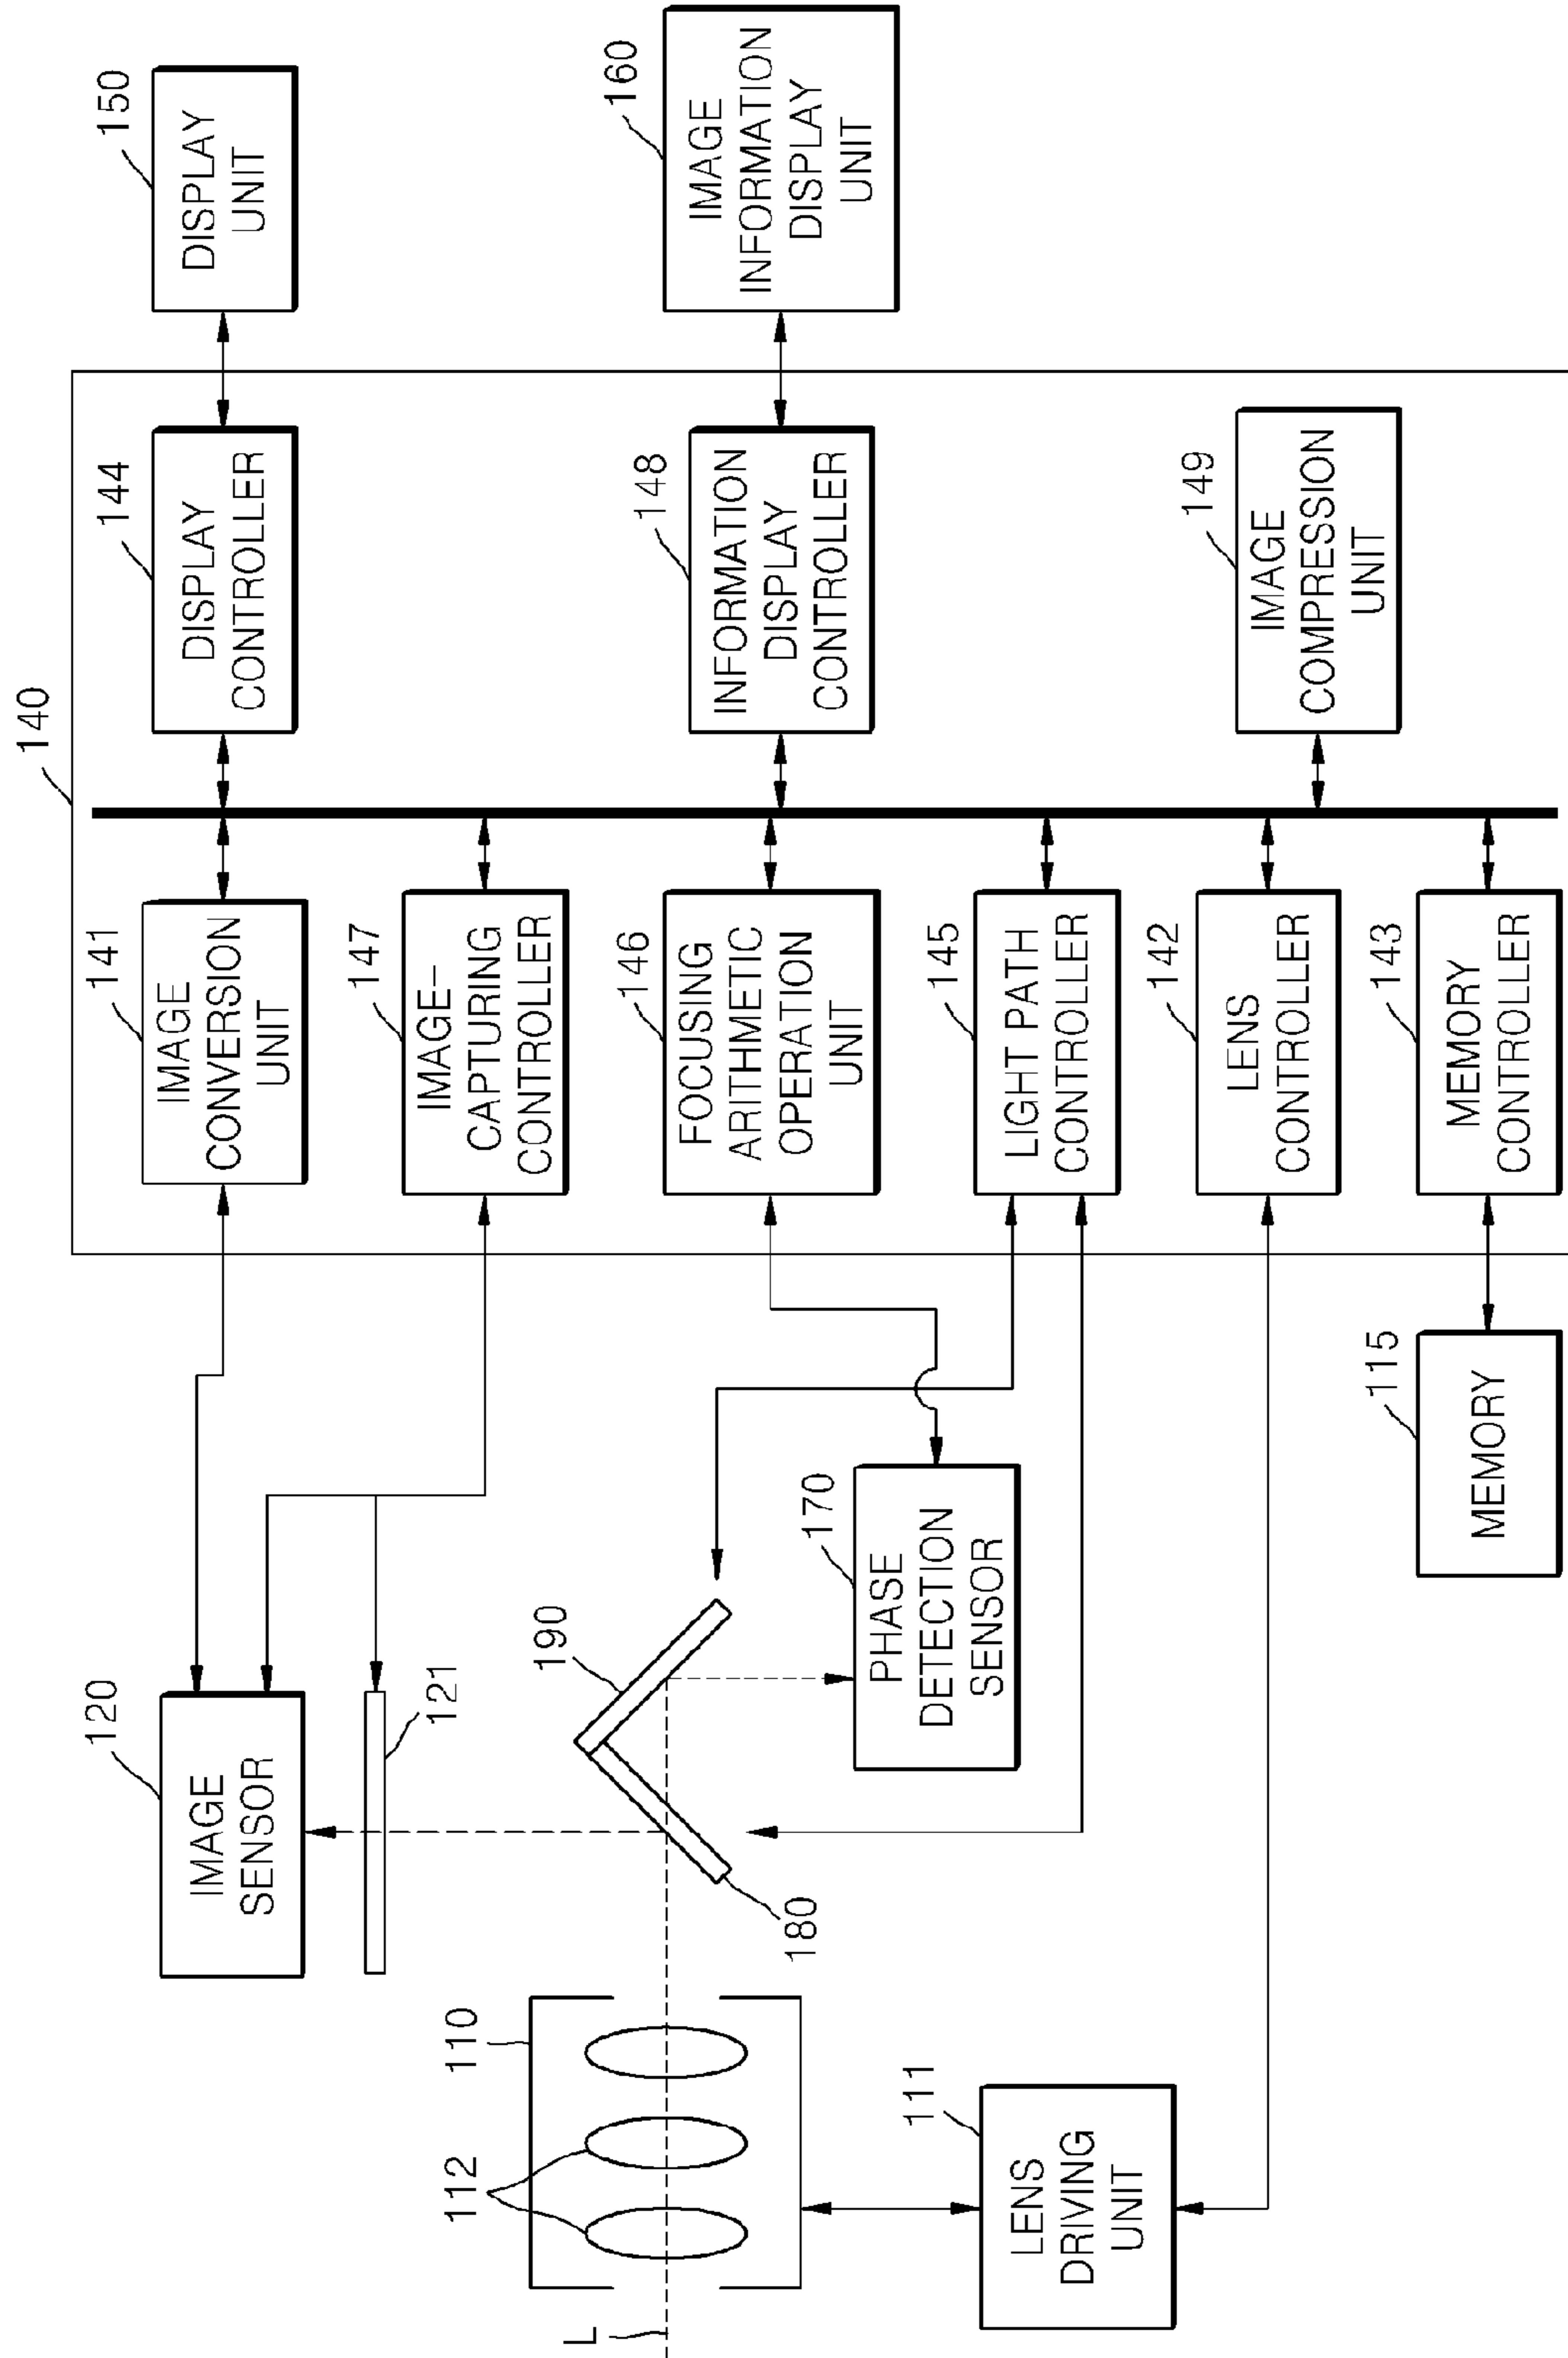 140
150
DISPLAY
UNIT
144
DISPLAY
CONTROLLER
141
IMAGE
CONVERSION
UNIT
120
IMAGE
SENSOR
121
147
IMAGE-
CAPTURING
CONTROLLER
160
IMAGE
INFORMATION
DISPLAY
UNIT
148
INFORMATION
DISPLAY
CONTROLLER
146
FOCUSING
ARITHMETIC
OPERATION
UNIT
190
180
110
112
L
170
PHASE
DETECTION
SENSOR
145
LIGHT PATH
CONTROLLER
111
LENS
DRIVING
UNIT
149
IMAGE
COMPRESSION
UNIT
142
LENS
CONTROLLER
143
MEMORY
CONTROLLER
115
MEMORY